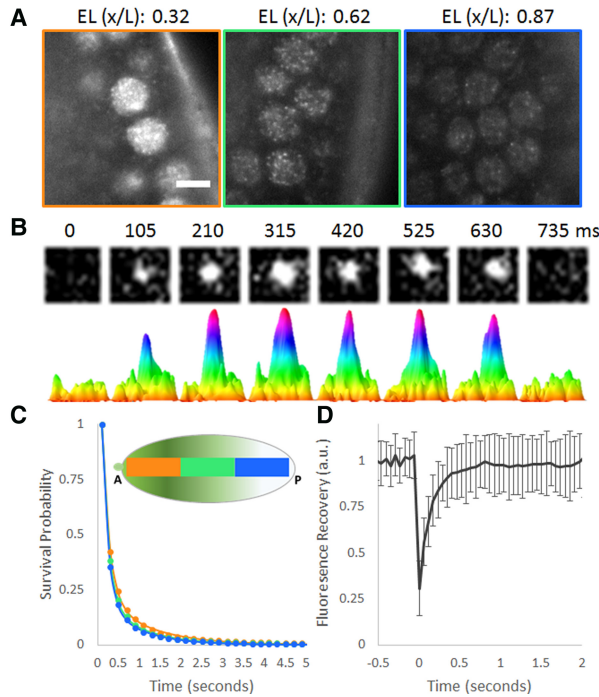 A
EL (x/L): 0.32 EL (x/L): 0.62 EL (x/L): 0.87
B
0 105 210 315 420 525 630 735 ms
C
Survival Probability
1
0.75
0.5
0.25
0
A P
0 0.5 1 1.5 2 2.5 3 3.5 4 4.5 5
Time (seconds)
D
Fluoresence Recovery (a.u.)
1
0.75
0.5
0.25
0
-0.5 0 0.5 1 1.5 2
Time (seconds)